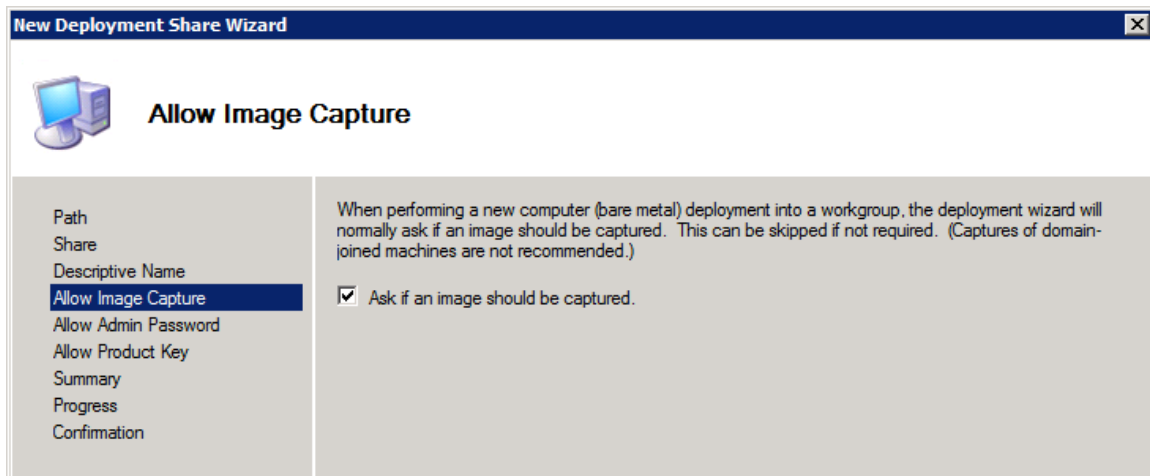 New Deployment Share Wizard
Allow Image Capture
Path
Share
Descriptive Name
Allow Image Capture
Allow Admin Password
Allow Product Key
Summary
Progress
Confirmation
When performing a new computer (bare metal) deployment into a workgroup, the deployment wizard will
normally ask if an image should be captured.  This can be skipped if not required.  (Captures of domain-
joined machines are not recommended.)
Ask if an image should be captured.